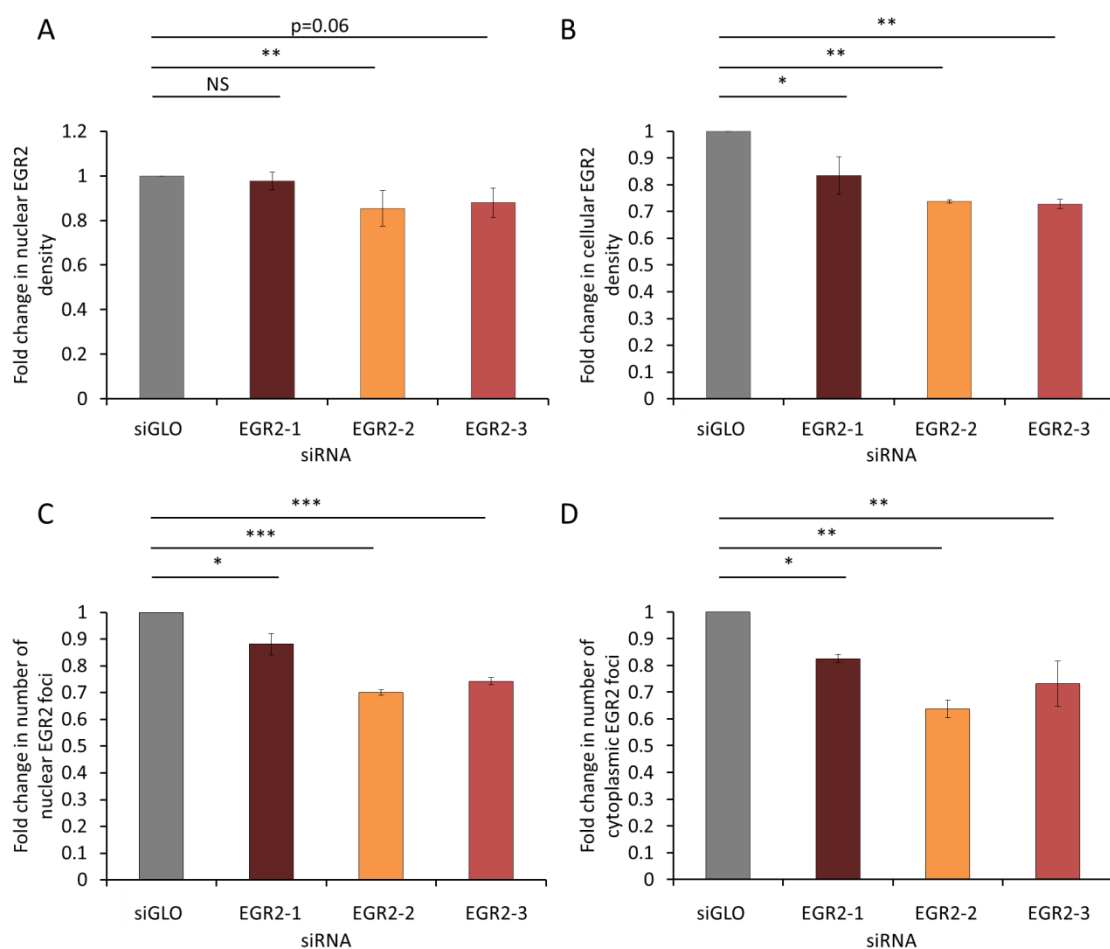 A
p=0.06
**
NS
Fold change in nuclear EGR2
density
1.2
1
0.8
0.6
0.4
0.2
0
siGLO EGR2-1 EGR2-2 EGR2-3
siRNA
B
**
**
*
Fold change in cellular EGR2
density
1
0.9
0.8
0.7
0.6
0.5
0.4
0.3
0.2
0.1
0
siGLO EGR2-1 EGR2-2 EGR2-3
siRNA
C
***
***
*
Fold change in number of
nuclear EGR2 foci
1
0.9
0.8
0.7
0.6
0.5
0.4
0.3
0.2
0.1
0
siGLO EGR2-1 EGR2-2 EGR2-3
siRNA
D
**
**
*
Fold change in number of
cytoplasmic EGR2 foci
1
0.9
0.8
0.7
0.6
0.5
0.4
0.3
0.2
0.1
0
siGLO EGR2-1 EGR2-2 EGR2-3
siRNA